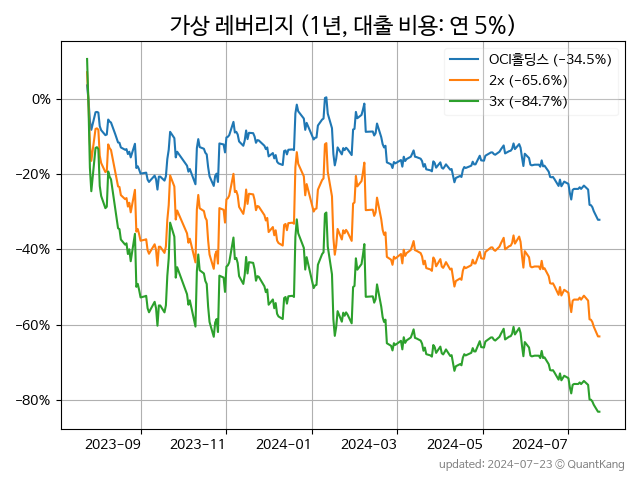 가상 레버리지 (1년, 대출 비용: 연 5%)
OCI홀딩스 (−34.5%)
2x (−65.6%)
3x (−84.7%)
0%
−20%
−40%
−60%
−80%
2023-09
2023-11
2024-01
2024-03
2024-05
2024-07
updated: 2024-07-23 © QuantKang